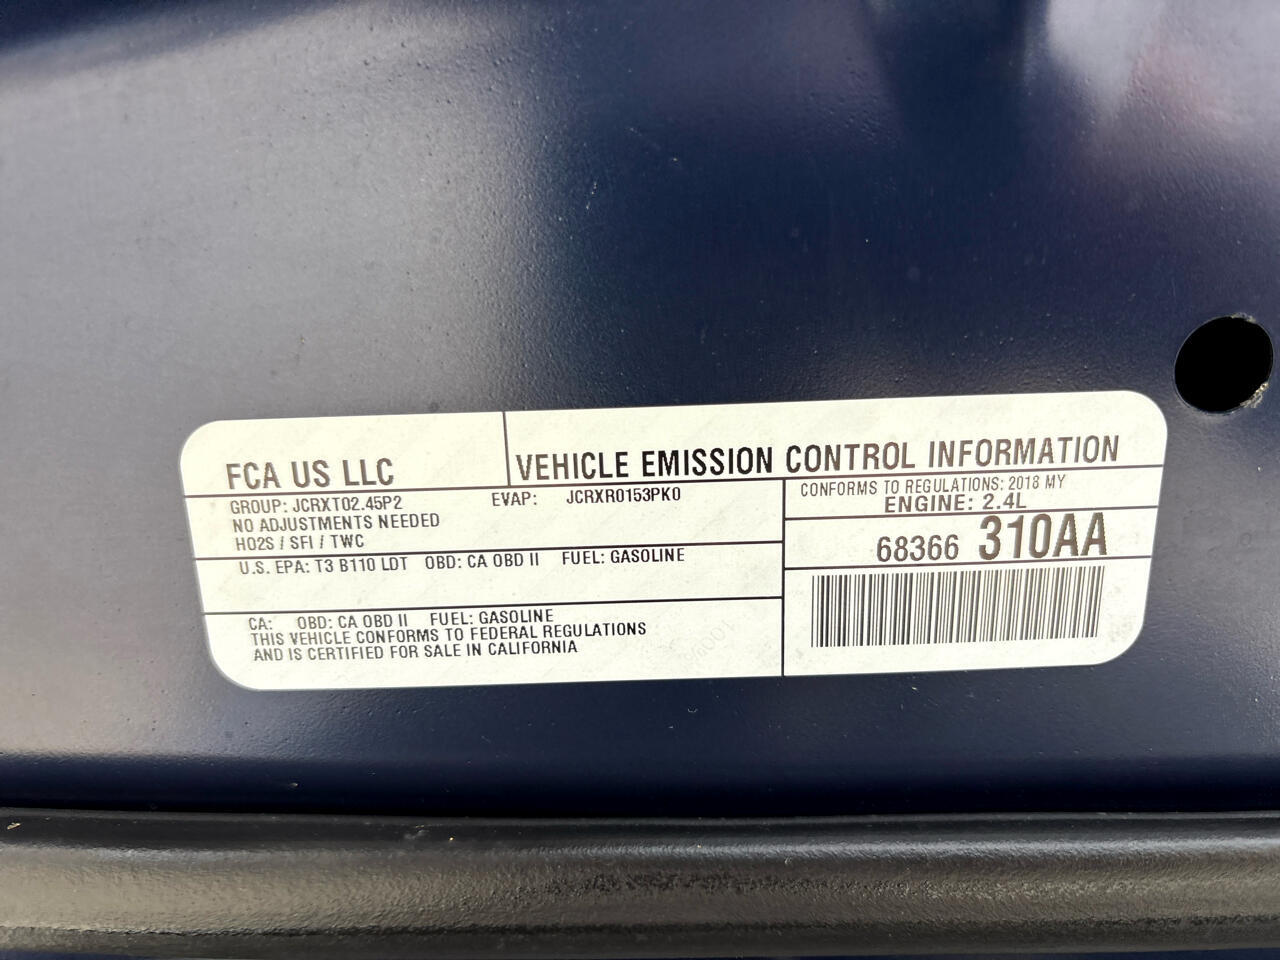 FCA US LLC
VEHICLE EMISSION CONTROL INFORMATION
GROUP: JCRXT02.45P2 EVAP: JCRXR0153PK0
NO ADJUSTMENTS NEEDED
HO2S / SFI / TWC
CONFORMS TO REGULATIONS: 2018 MY
ENGINE: 2.4L
68366 310AA
U.S. EPA: T3 B110 LDT OBD: CA OBD II FUEL: GASOLINE
CA: OBD: CA OBD II FUEL: GASOLINE
THIS VEHICLE CONFORMS TO FEDERAL REGULATIONS
AND IS CERTIFIED FOR SALE IN CALIFORNIA